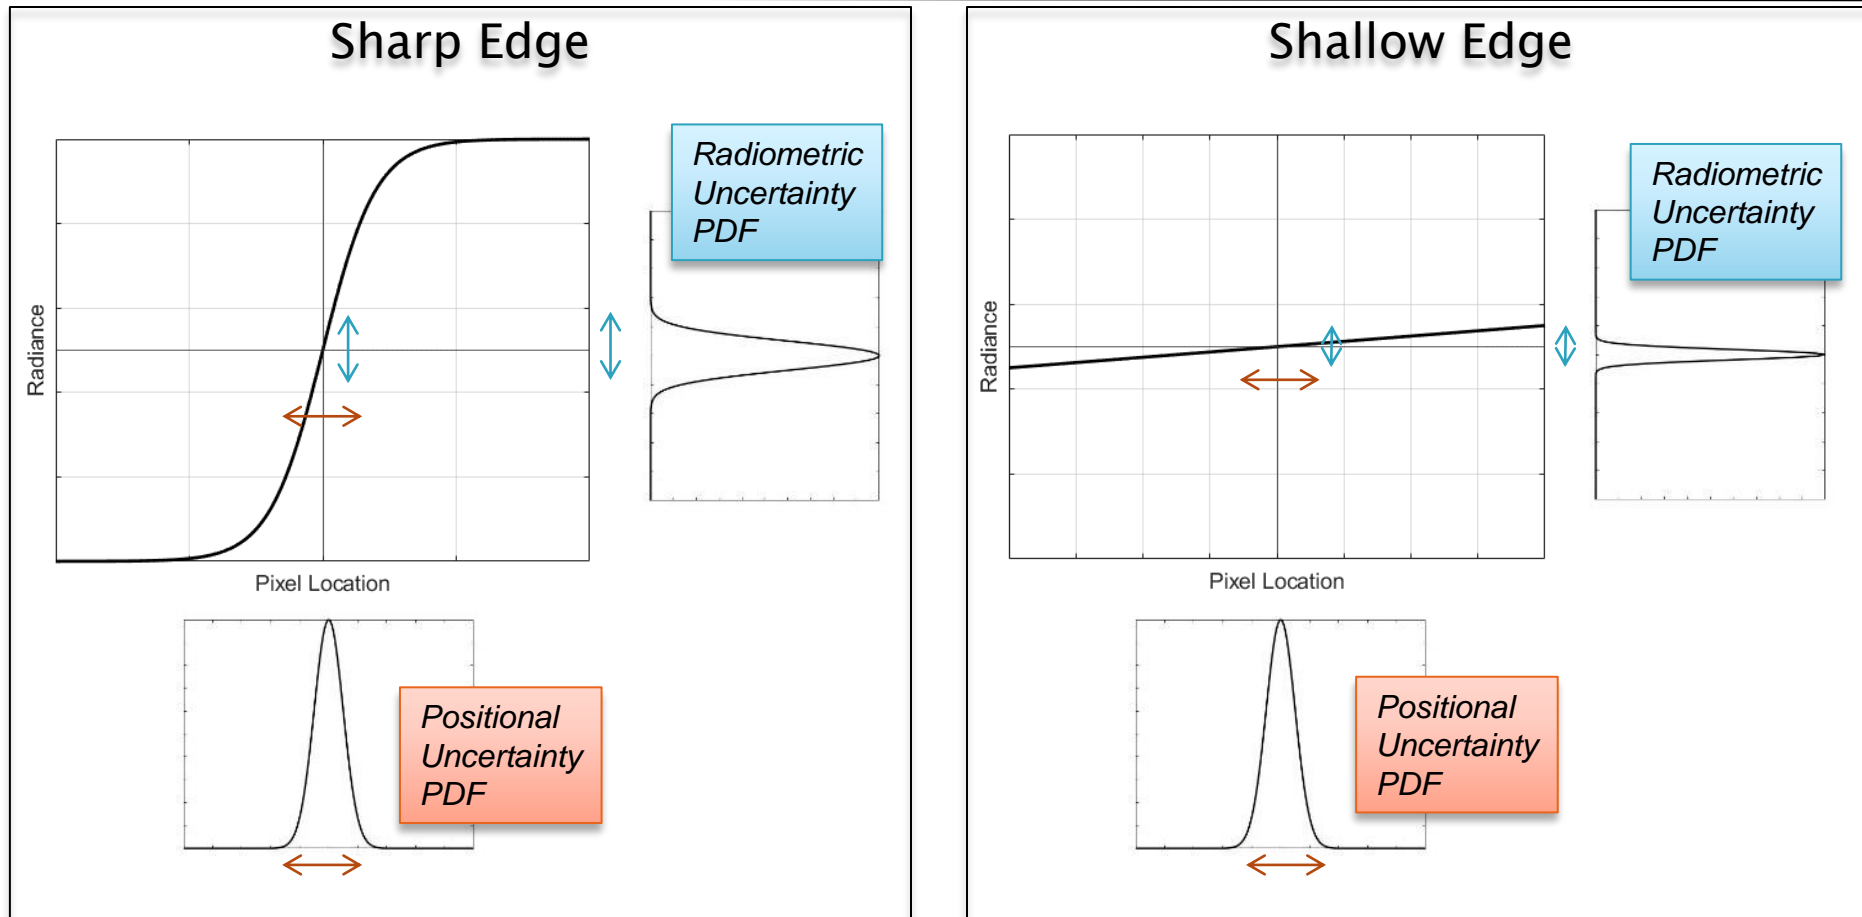 Sharp Edge
Radiometric
Uncertainty
PDF
Radiance
Pixel Location
Positional
Uncertainty
PDF
Shallow Edge
Radiometric
Uncertainty
PDF
Radiance
Pixel Location
Positional
Uncertainty
PDF